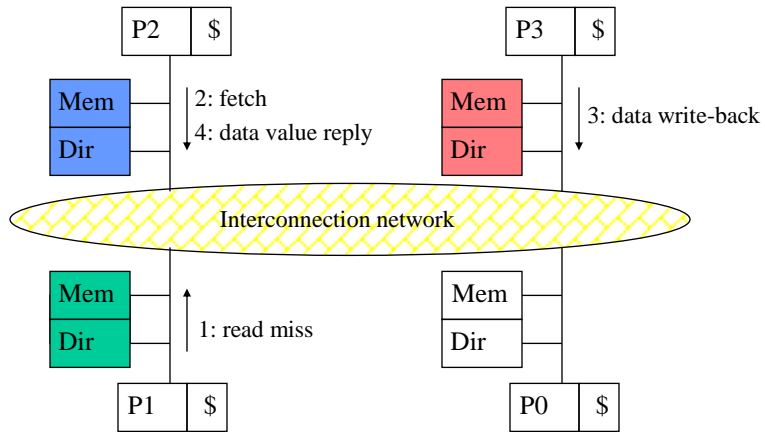 P2 $
P3 $
Mem
Dir
2: fetch
4: data value reply
Mem
Dir
3: data write-back
Interconnection network
Mem
Dir
1: read miss
Mem
Dir
P1 $
P0 $